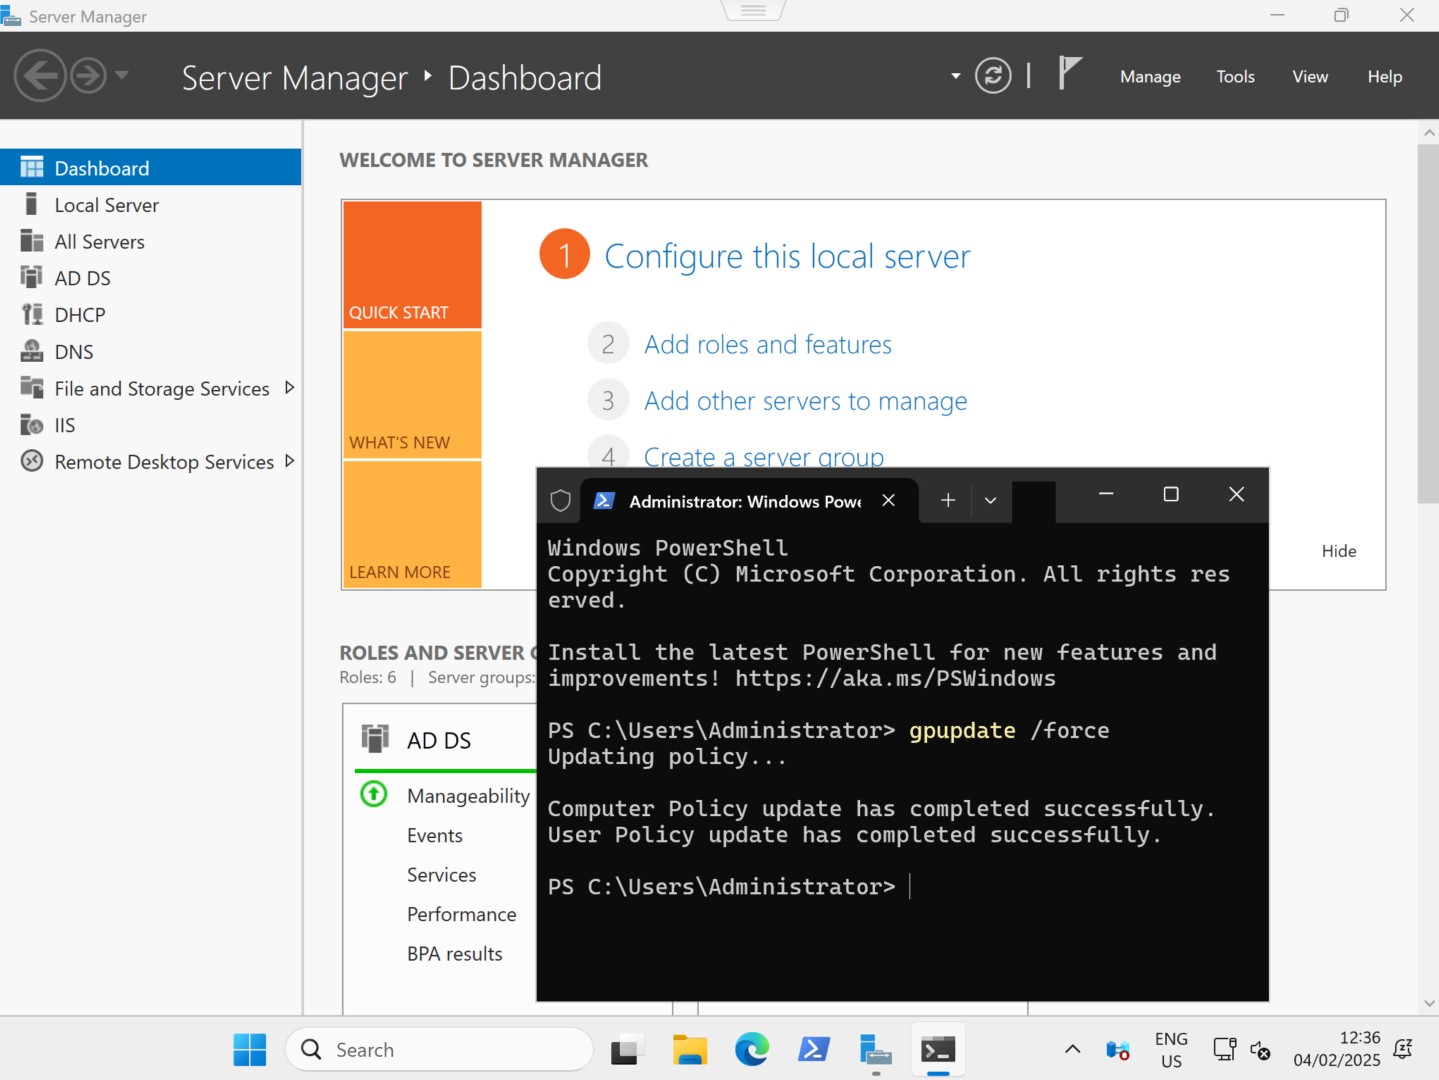 Server Manager
Server Manager
Dashboard
Manage
Tools
View
Help
Dashboard
Local Server
All Servers
AD DS
DHCP
DNS
File and Storage Services
IIS
Remote Desktop Services
WELCOME TO SERVER MANAGER
QUICK START
WHAT'S NEW
LEARN MORE
1 Configure this local server
2 Add roles and features
3 Add other servers to manage
4 Create a server group
Hide
ROLES AND SERVER
Roles: 6 | Server groups:
AD DS
Manageability
Events
Services
Performance
BPA results
Administrator: Windows Powe
Windows PowerShell
Copyright (C) Microsoft Corporation. All rights res
erved.
Install the latest PowerShell for new features and
improvements! https://aka.ms/PSWindows
PS C:\Users\Administrator> gpupdate /force
Updating policy...
Computer Policy update has completed successfully.
User Policy update has completed successfully.
PS C:\Users\Administrator>
Search
ENG
US
12:36
04/02/2025